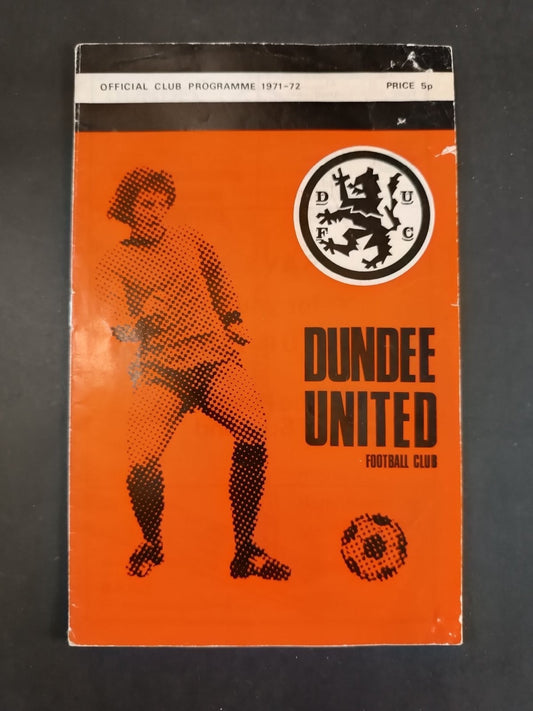 OFFICIAL CLUB PROGRAMME 1971-72 PRICE 5p
D U
F C
DUNDEE
UNITED
FOOTBALL CLUB